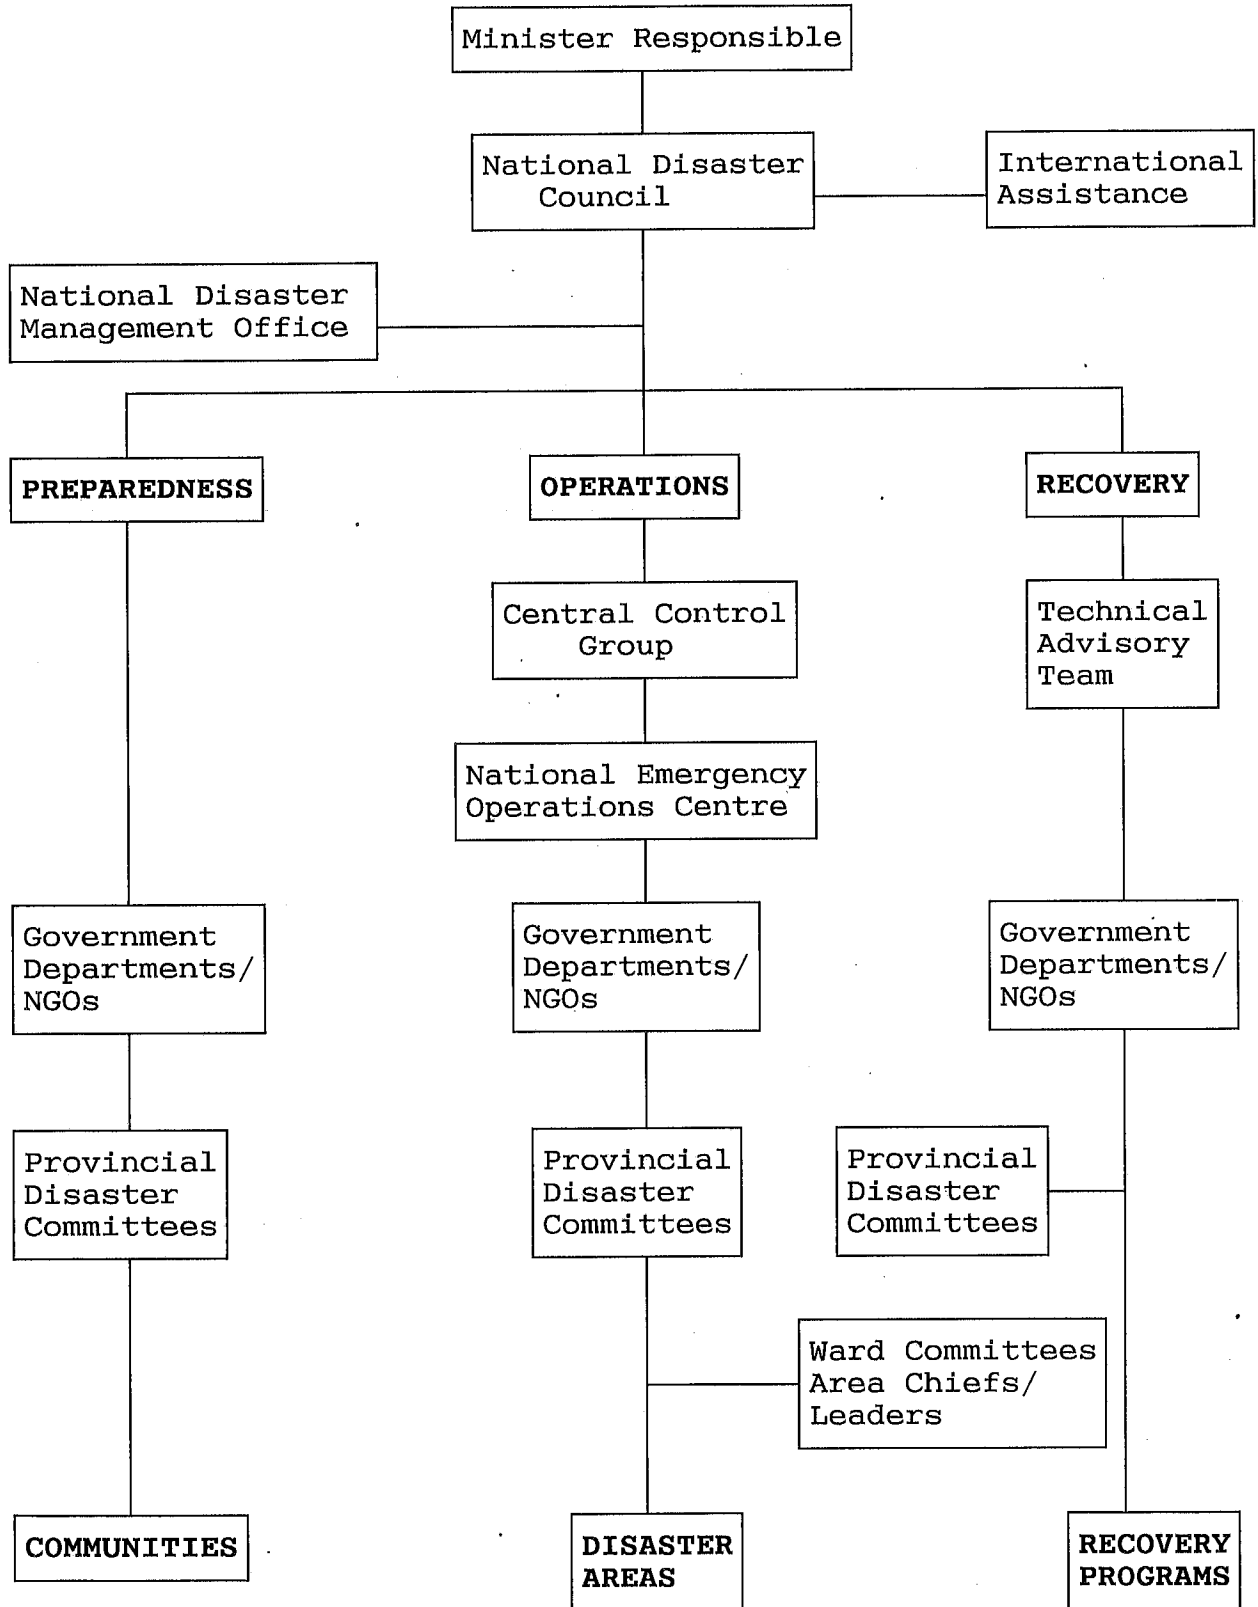 Minister Responsible
National Disaster
Council
International
Assistance
National Disaster
Management Office
PREPAREDNESS
OPERATIONS
RECOVERY
Central Control
Group
Technical
Advisory
Team
National Emergency
Operations Centre
Government
Departments/
NGOs
Government
Departments/
NGOs
Government
Departments/
NGOs
Provincial
Disaster
Committees
Provincial
Disaster
Committees
Provincial
Disaster
Committees
Ward Committees
Area Chiefs/
Leaders
COMMUNITIES
DISASTER
AREAS
RECOVERY
PROGRAMS